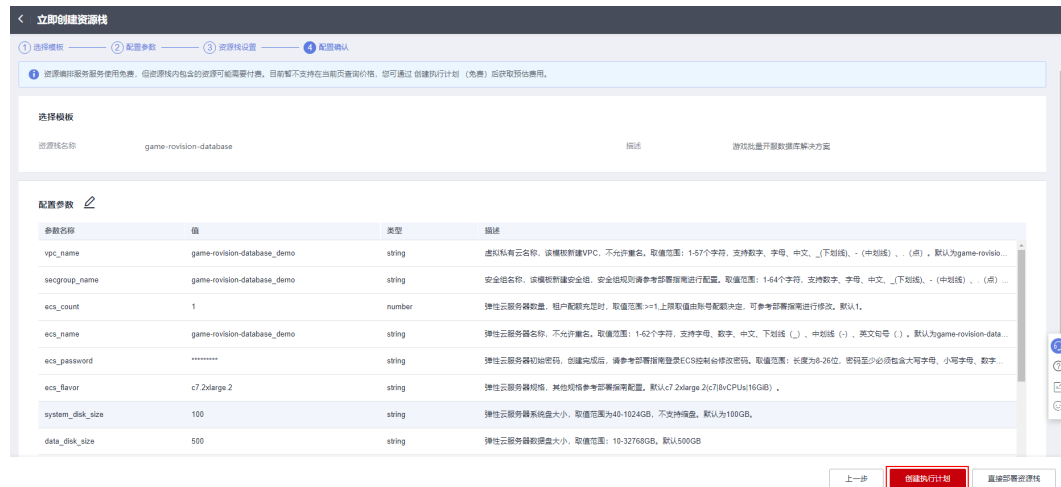 立即创建资源栈
1 选择模板 2 配置参数 3 资源栈设置 4 配置确认
资源编排服务服务使用免费，但资源栈内包含的资源可能需要付费。目前暂不支持在当前页查询价格，您可通过 创建执行计划 （免费）后获取预估费用。
选择模板
资源栈名称 game-rovision-database 描述 游戏批量开服数据库解决方案
配置参数
参数名称 值 类型 描述
vpc_name game-rovision-database_demo string 虚拟私有云名称，该模板新建VPC，不允许重名。取值范围：1-57个字符，支持数字、字母、中文、_(下划线)、-（中划线）、.（点）。默认为game-rovisio...
secgroup_name game-rovision-database_demo string 安全组名称，该模板新建安全组，安全组规则请参考部署指南进行配置。取值范围：1-64个字符，支持数字、字母、中文、_(下划线)、-（中划线）、.（点）...
ecs_count 1 number 弹性云服务器数量，租户配额充足时，取值范围:>=1,上限取值由账号配额决定，可参考部署指南进行修改。默认1。
ecs_name game-rovision-database_demo string 弹性云服务器名称，不允许重名。取值范围：1-62个字符，支持字母、数字、中文、下划线（_）、中划线（-）、英文句号（.）。默认为game-rovision-data...
ecs_password ********* string 弹性云服务器初始密码，创建完成后，请参考部署指南登录ECS控制台修改密码。取值范围：长度为8-26位，密码至少必须包含大写字母、小写字母、数字...
ecs_flavor c7.2xlarge.2 string 弹性云服务器规格，其他规格参考部署指南配置。默认c7.2xlarge.2(c7|8vCPUs|16GiB）。
system_disk_size 100 string 弹性云服务器系统盘大小，取值范围为40-1024GB，不支持缩盘。默认为100GB。
data_disk_size 500 string 弹性云服务器数据盘大小，取值范围：10-32768GB。默认500GB
上一步 创建执行计划 直接部署资源栈